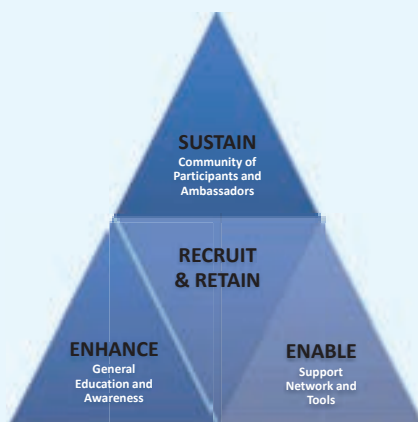 SUSTAIN
Community of
Participants and
Ambassadors
RECRUIT
& RETAIN
ENHANCE
General
Education and
Awareness
ENABLE
Support
Network and
Tools